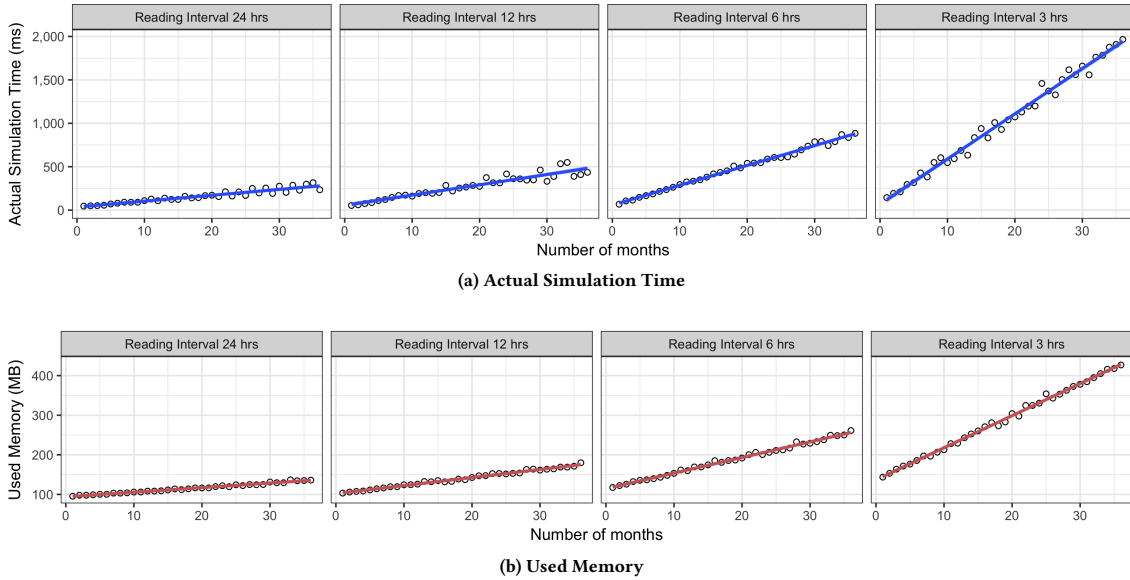 Reading Interval 24 hrs
Reading Interval 12 hrs
Reading Interval 6 hrs
Reading Interval 3 hrs
Actual Simulation Time (ms)
2,000
1,500
1,000
500
0
0 10 20 30
0 10 20 30
0 10 20 30
0 10 20 30
Number of months
(a) Actual Simulation Time
Reading Interval 24 hrs
Reading Interval 12 hrs
Reading Interval 6 hrs
Reading Interval 3 hrs
Used Memory (MB)
400
300
200
100
0 10 20 30
0 10 20 30
0 10 20 30
0 10 20 30
Number of months
(b) Used Memory